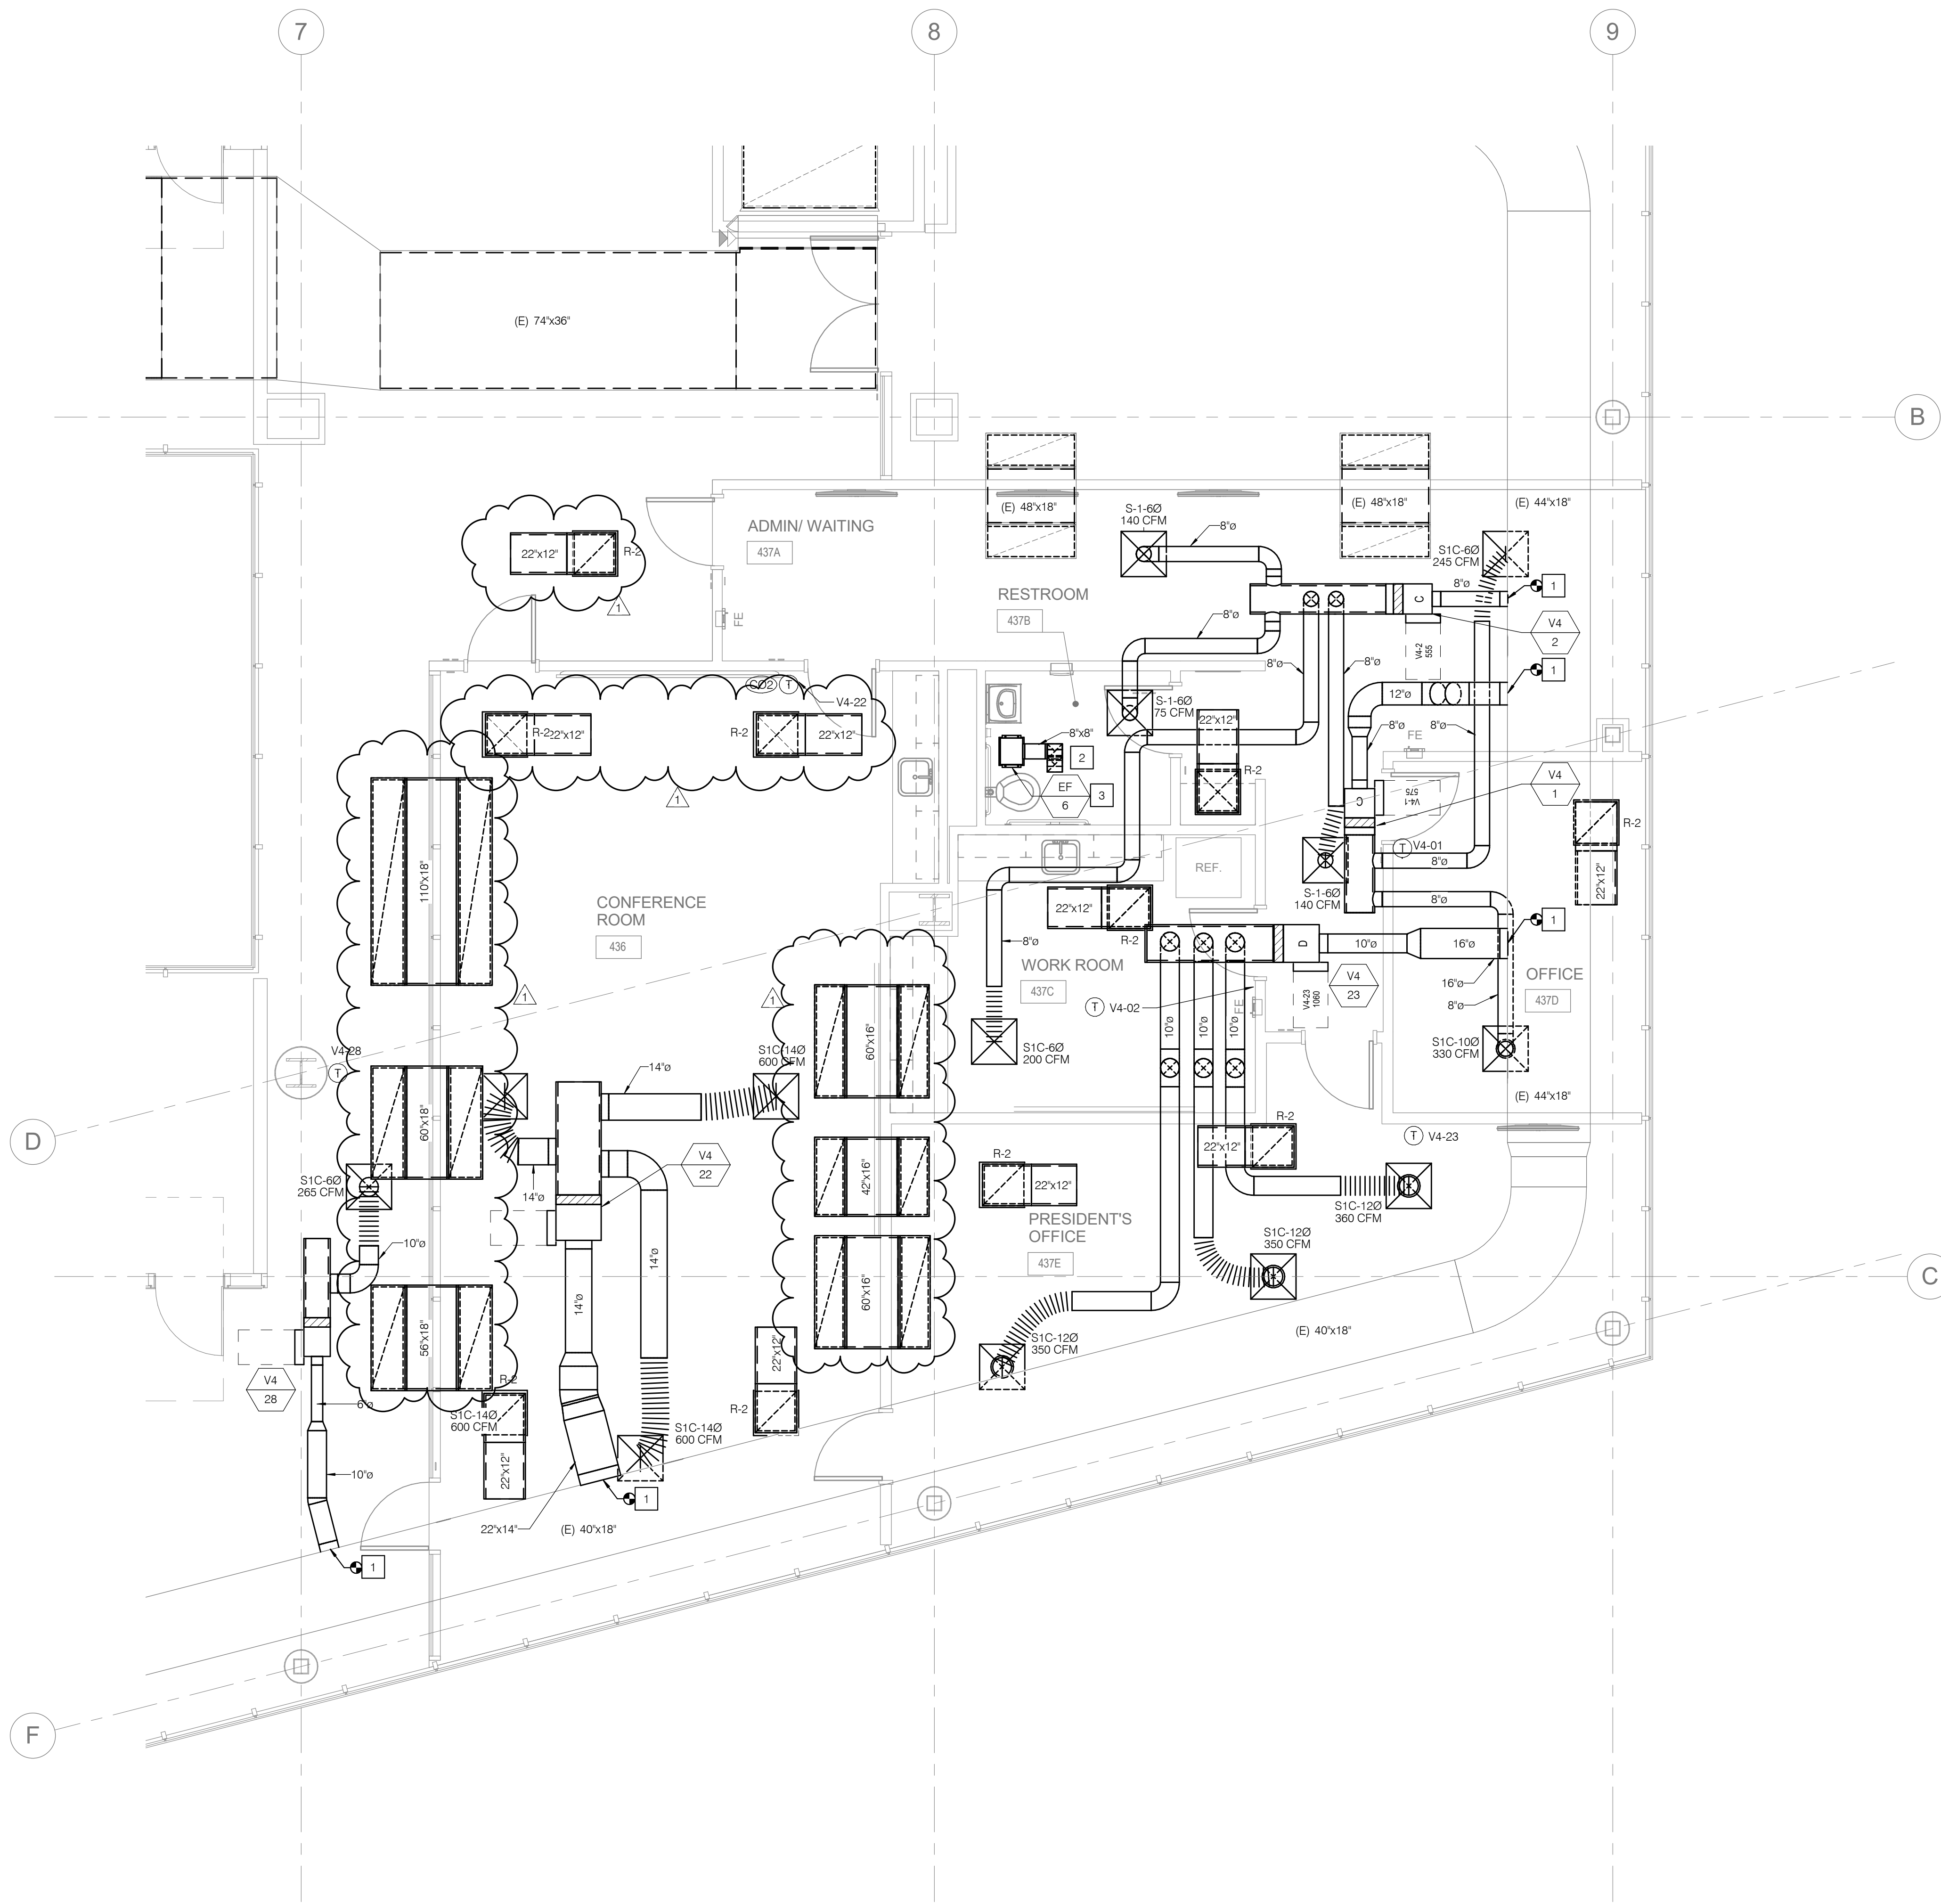 7
8
9
(E) 74"x36"
B
S-1-6Ø
140 CFM
(E) 48"x18"
(E) 48"x18"
(E) 44"x18"
ADMIN/ WAITING
437A
22"x12"
R-2
8"ø
S1C-6Ø
245 CFM
RESTROOM
437B
8"ø
1
C
1
FE
8"ø
V4
2
V4-2
555
8"ø
8"ø
1
CO2
T
V4-22
12"ø
R-2
22"x12"
R-2
22"x12"
S-1-6Ø
75 CFM
22"x12"
8"ø
8"ø
FE
8"x8"
2
R-2
EF
6
3
V4
1
V4-1
575
C
1
R-2
T
V4-01
8"ø
REF.
110"x18"
22"x12"
S-1-6Ø
140 CFM
8"ø
CONFERENCE
ROOM
436
22"x12"
R-2
1
8"ø
D
10"ø
16"ø
WORK ROOM
437C
OFFICE
437D
V4
23
16"ø
8"ø
V4-23
1060
T
V4-02
FE
1
1
10"ø
10"ø
10"ø
60"x16"
S1C-6Ø
200 CFM
S1C-10Ø
330 CFM
V4-28
T
S1C-14Ø
600 CFM
14"ø
(E) 44"x18"
60"x18"
R-2
T
V4-23
D
V4
22
22"x12"
R-2
42"x16"
22"x12"
S1C-6Ø
265 CFM
14"ø
S1C-12Ø
360 CFM
PRESIDENT'S
OFFICE
437E
10"ø
14"ø
S1C-12Ø
350 CFM
C
14"ø
60"x16"
56"x18"
(E) 40"x18"
S1C-12Ø
350 CFM
22"x12"
V4
28
R-2
6"ø
R-2
S1C-14Ø
600 CFM
S1C-14Ø
600 CFM
22"x12"
10"ø
1
22"x14"
(E) 40"x18"
1
F